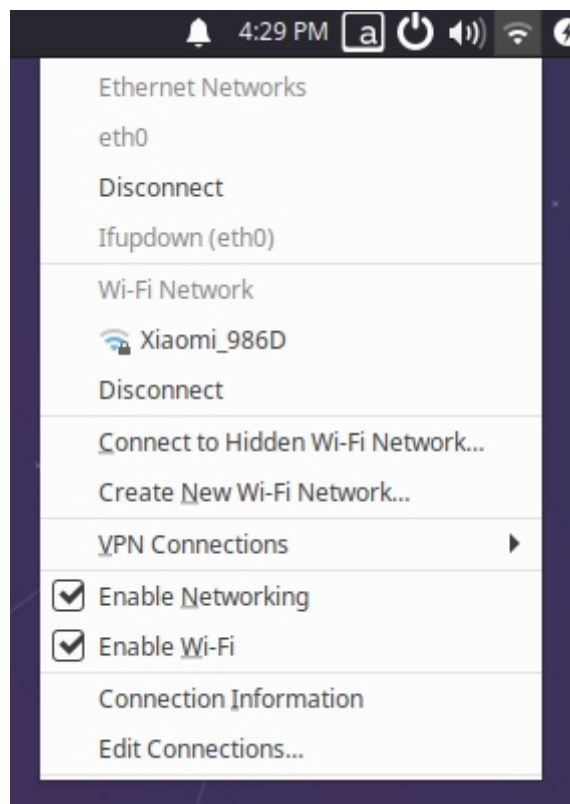 4:29 PM a
Ethernet Networks
eth0
Disconnect
Ifupdown (eth0)
Wi-Fi Network
Xiaomi_986D
Disconnect
Connect to Hidden Wi-Fi Network...
Create New Wi-Fi Network...
VPN Connections
Enable Networking
Enable Wi-Fi
Connection Information
Edit Connections...